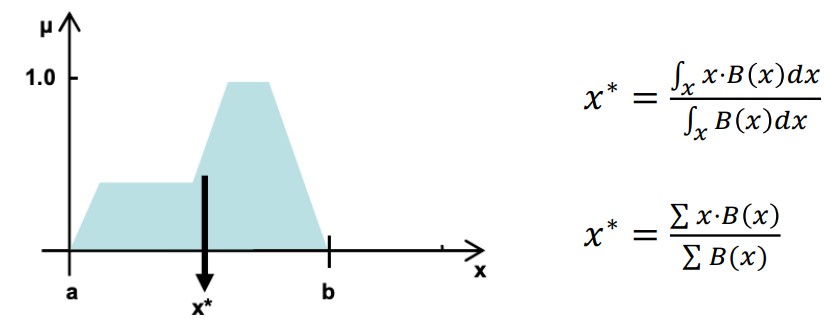 μ
1.0
x
a
b
x*
x* = ∫ₓ x·B(x)dx / ∫ₓ B(x)dx
x* = ∑ x·B(x) / ∑ B(x)